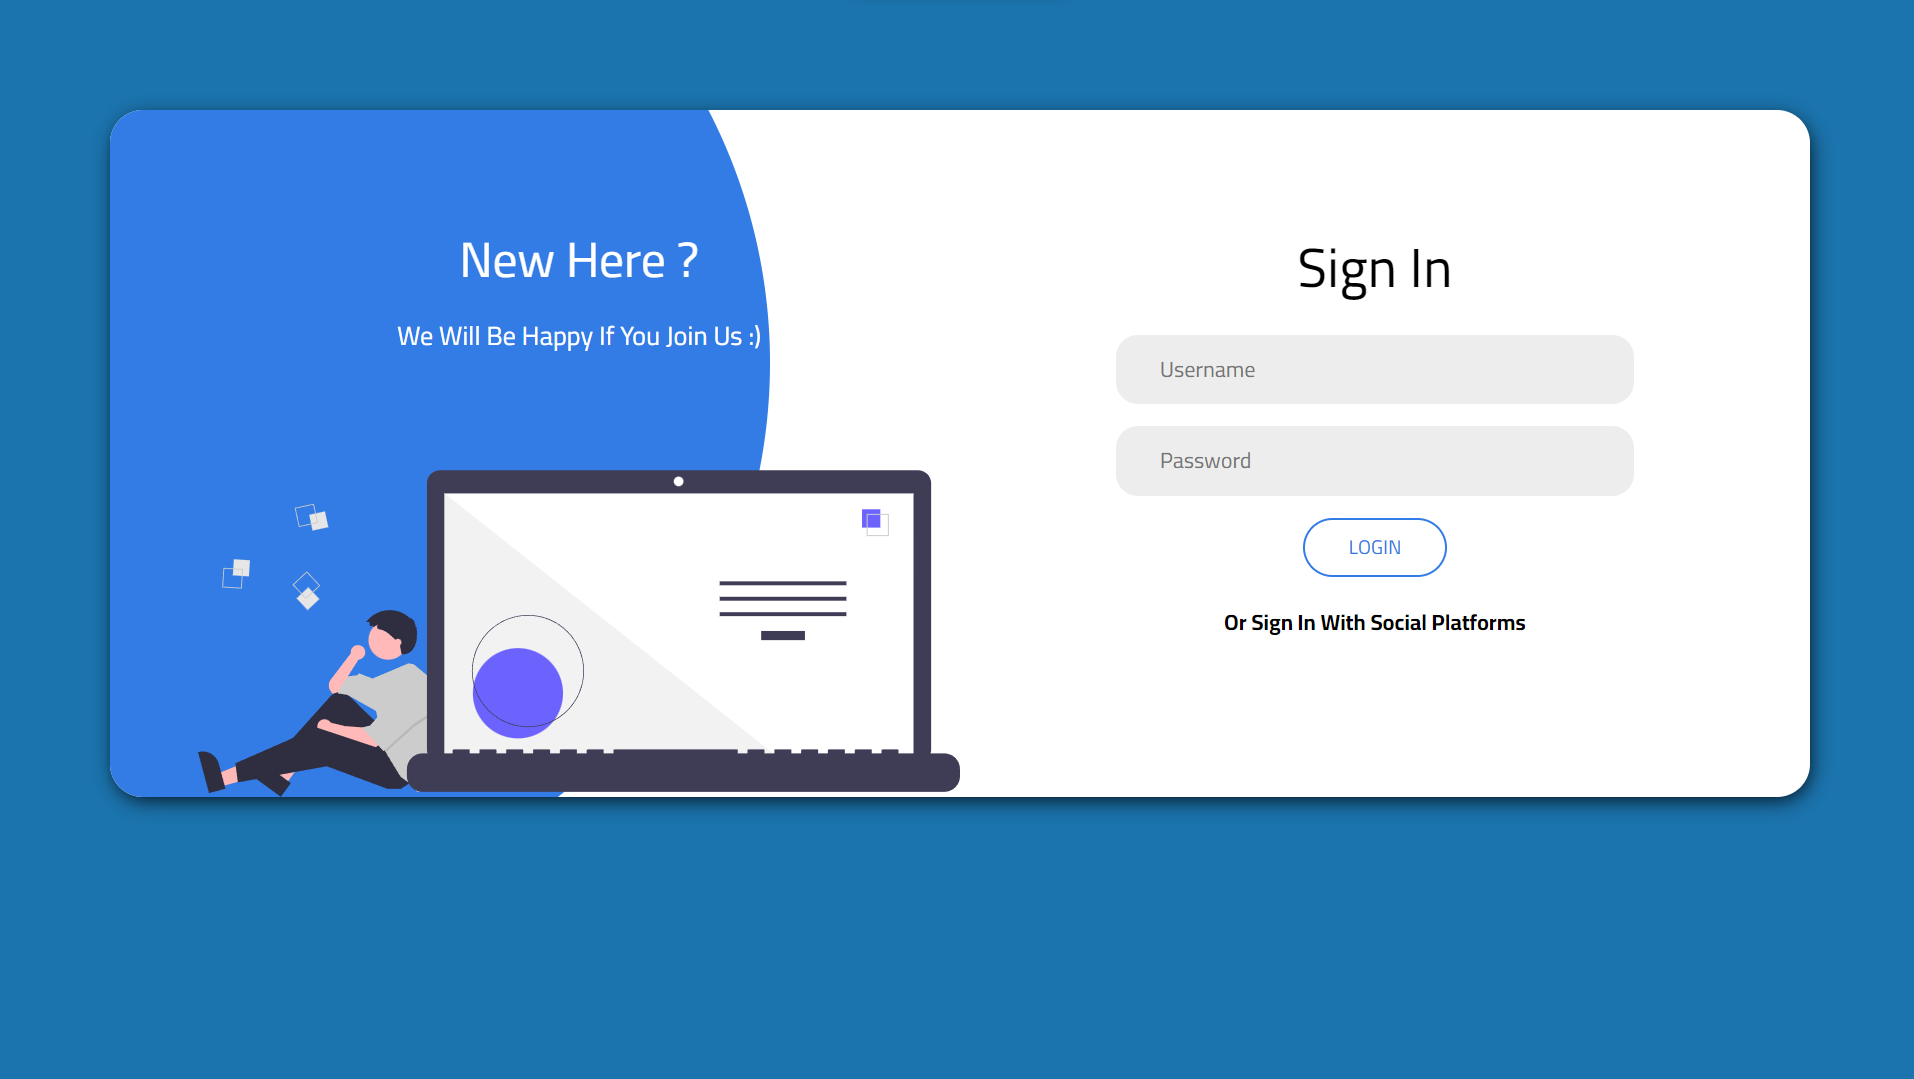 New Here ?
We Will Be Happy If You Join Us :)
Sign In
Username
Password
LOGIN
Or Sign In With Social Platforms